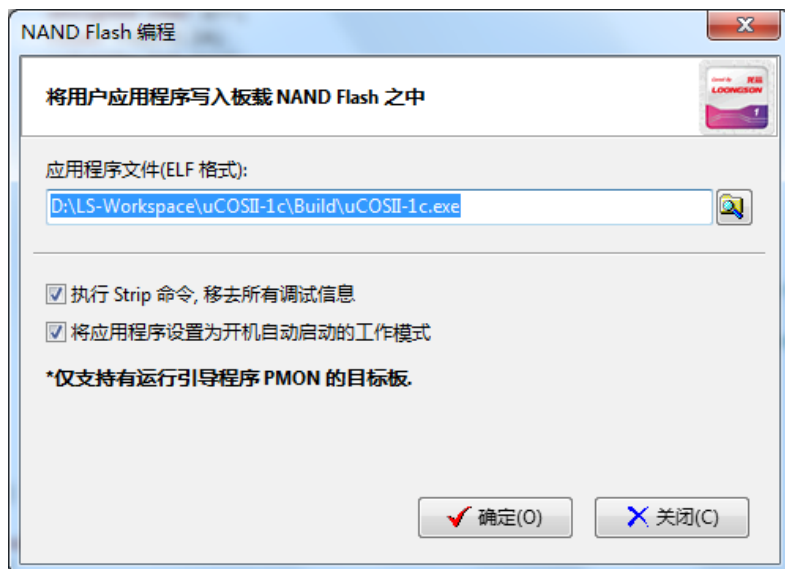 NAND Flash 编程
将用户应用程序写入板载 NAND Flash 之中
LOONGSON
应用程序文件(ELF 格式):
D:\LS-Workspace\uCOSII-1c\Build\uCOSII-1c.exe
执行 Strip 命令, 移去所有调试信息
将应用程序设置为开机自动启动的工作模式
*仅支持有运行引导程序 PMON 的目标板.
确定(O)
关闭(C)